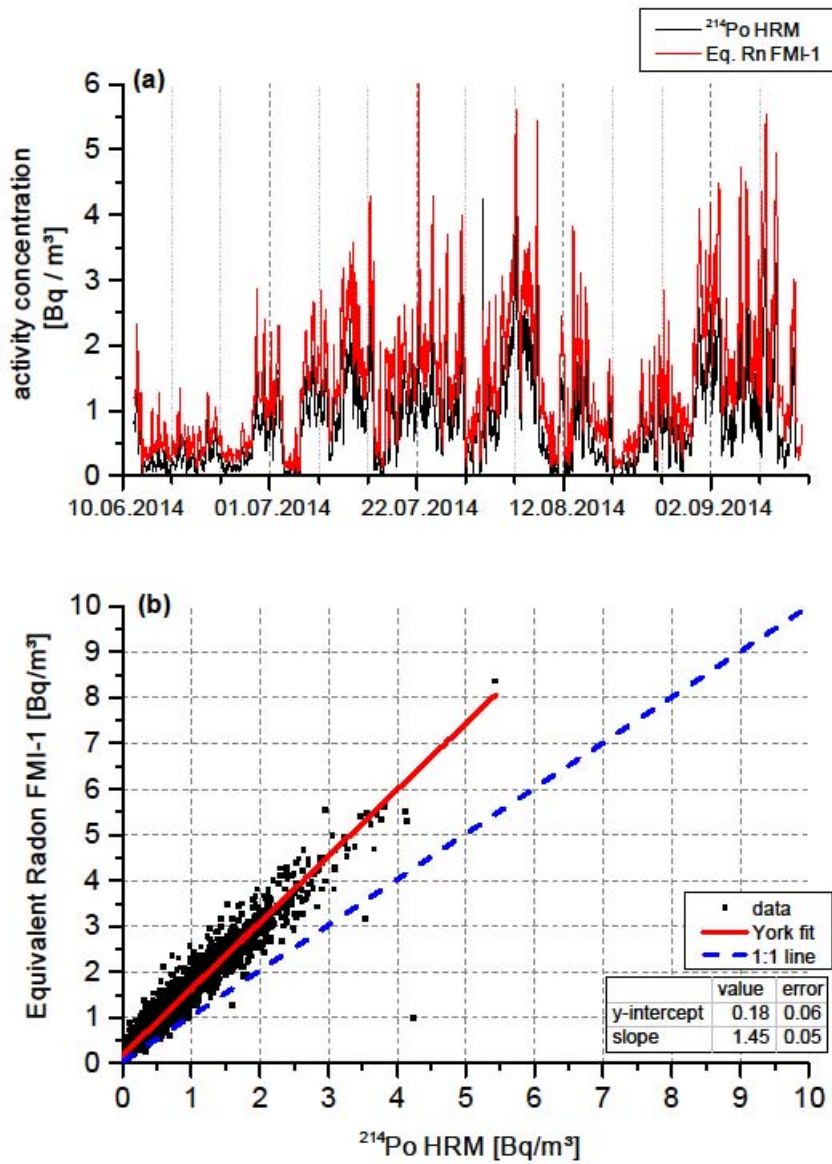 ²¹⁴Po HRM
Eq. Rn FMI-1
(a)
6
5
4
3
2
1
0
activity concentration
[Bq / m³]
10.06.2014 01.07.2014 22.07.2014 12.08.2014 02.09.2014
(b)
10
9
8
7
6
5
4
3
2
1
0
Equivalent Radon FMI-1 [Bq/m³]
data
York fit
1:1 line
value error
y-intercept 0.18 0.06
slope 1.45 0.05
0 1 2 3 4 5 6 7 8 9 10
²¹⁴Po HRM [Bq/m³]